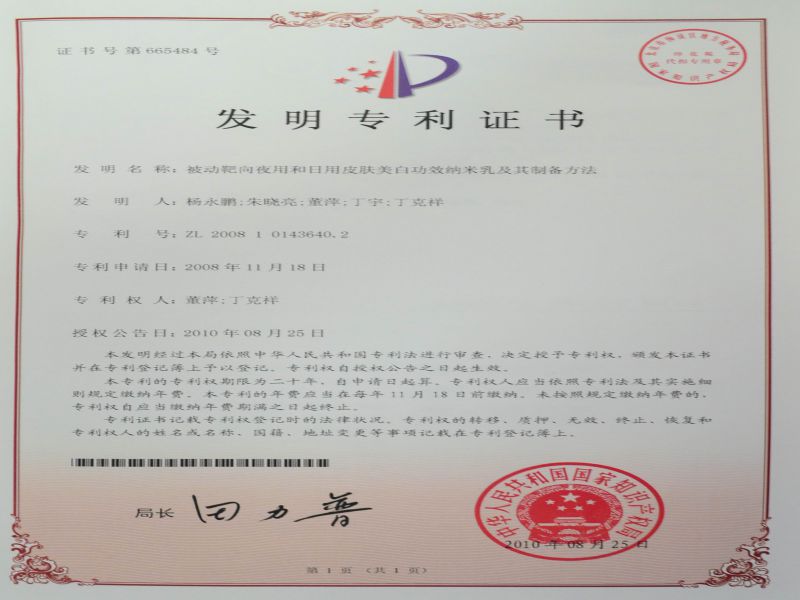 证书号第665484号
印花税
代扣专用章
发明专利证书
发明名称：被动靶向夜用和日用皮肤美白功效纳米乳及其制备方法
发明人：杨永鹏;朱晓亮;董萍;丁宇;丁克祥
专利号：ZL 2008 1 0143640.2
专利申请日：2008年11月18日
专利权人：董萍;丁克祥
授权公告日：2010年08月25日
本发明经过本局依照中华人民共和国专利法进行审查，决定授予专利权，颁发本证书
并在专利登记簿上予以登记。专利权自授权公告之日起生效。
本专利的专利权期限为二十年，自申请日起算。专利权人应当依照专利法及其实施细
则规定缴纳年费。本专利的年费应当在每年11月18日前缴纳。未按照规定缴纳年费的，
专利权自应当缴纳年费期满之日起终止。
专利证书记载专利权登记时的法律状况。专利权的转移、质押、无效、终止、恢复和
专利权人的姓名或名称、国籍、地址变更等事项记载在专利登记簿上。
局长 田力普
中华人民共和国国家知识产权局
2010年08月25日
第1页（共1页）